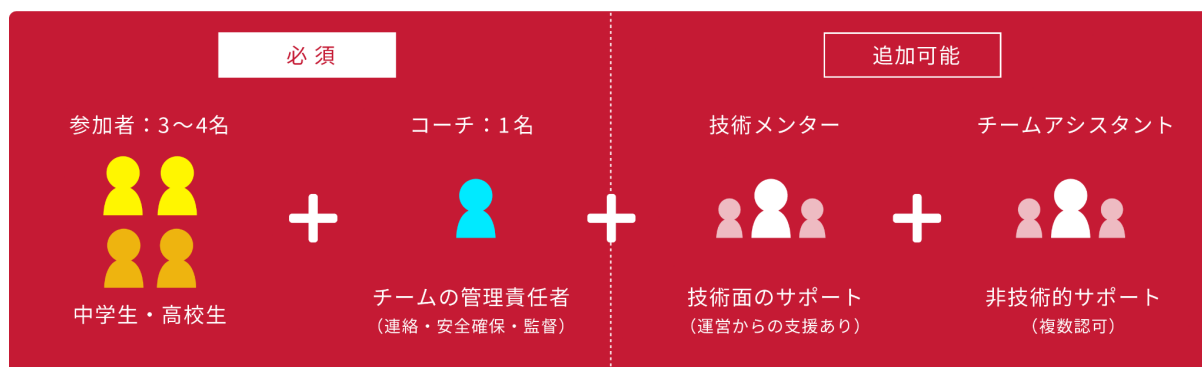 必須
追加可能
参加者：3〜4名
コーチ：1名
技術メンター
チームアシスタント
中学生・高校生
チームの管理責任者
（連絡・安全確保・監督）
技術面のサポート
（運営からの支援あり）
非技術的サポート
（複数認可）